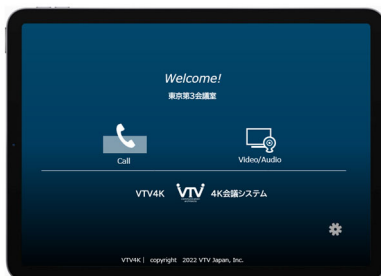 Welcome!
東京第3会議室
Call
Video/Audio
VTV4K VTV 4K会議システム
VTV4K | copyright 2022 VTV Japan, Inc.